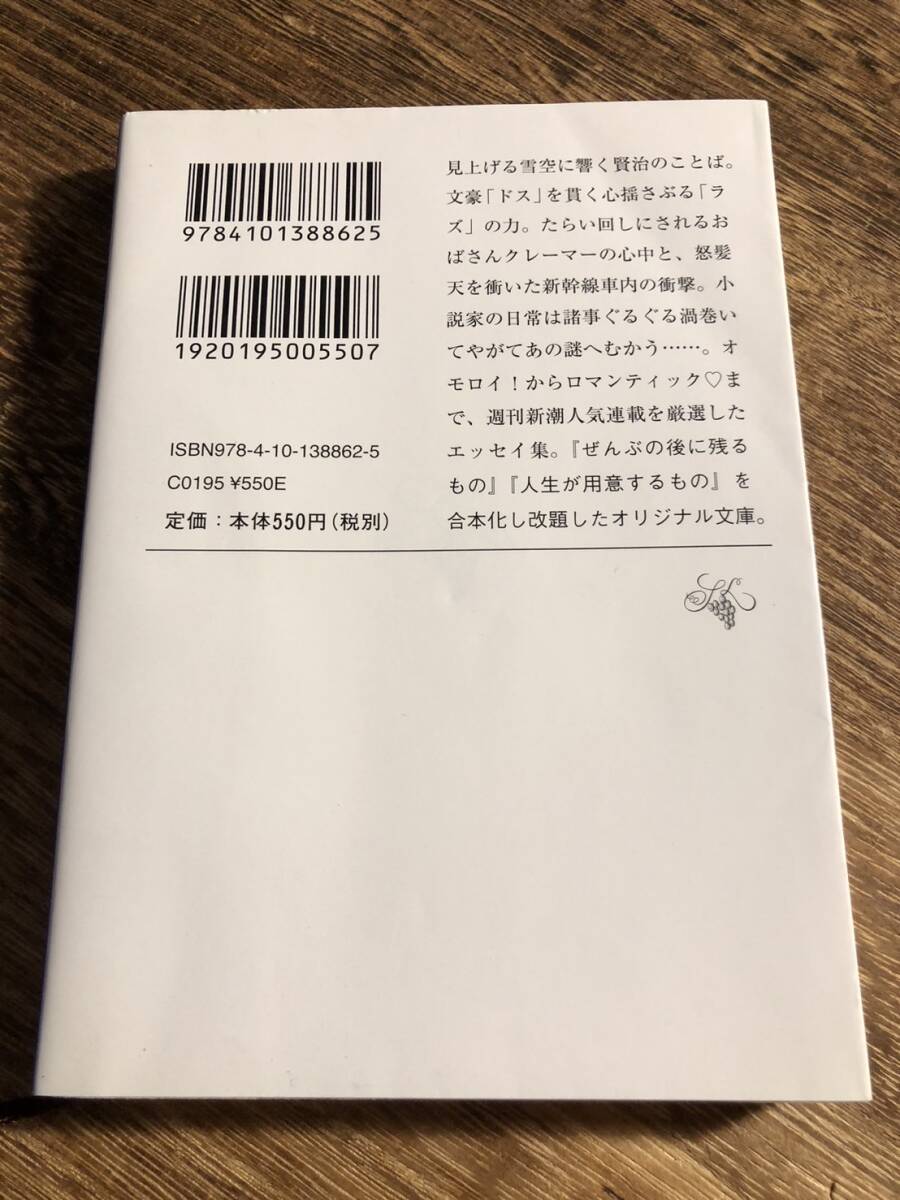 9784101388625
1920195005507
ISBN978-4-10-138862-5
C0195 ¥550E
定価：本体550円(税別)
見上げる雪空に響く賢治のことば。
文豪「ドス」を貫く心揺さぶる「ラ
ズ」の力。たらい回しにされるお
ばさんクレーマーの心中と、怒髪
天を衝いた新幹線車内の衝撃。小
説家の日常は諸事ぐるぐる渦巻い
てやがてあの謎へむかう……。オ
モロイ！からロマンティック♡ま
で、週刊新潮人気連載を厳選した
エッセイ集。『ぜんぶの後に残る
もの』『人生が用意するもの』を
合本化し改題したオリジナル文庫。